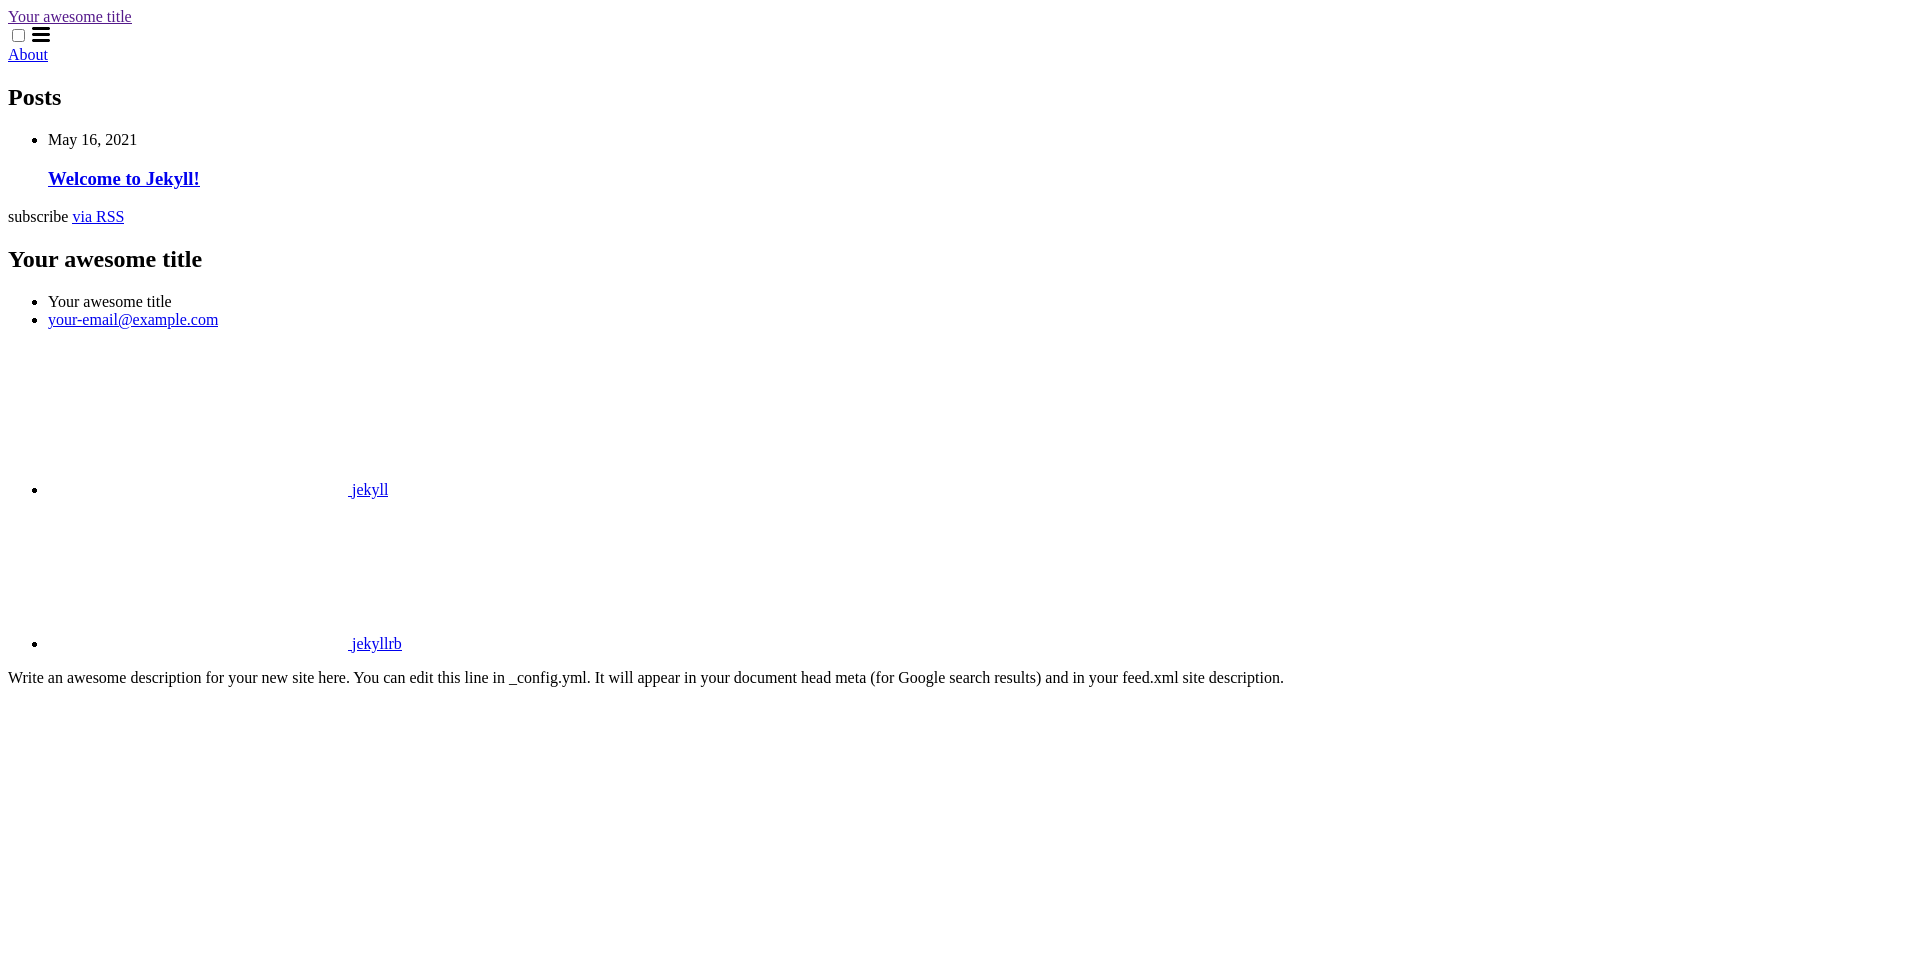 Your awesome title
About
Posts
May 16, 2021
Welcome to Jekyll!
subscribe via RSS
Your awesome title
Your awesome title
your-email@example.com
jekyll
jekyllrb
Write an awesome description for your new site here. You can edit this line in _config.yml. It will appear in your document head meta (for Google search results) and in your feed.xml site description.